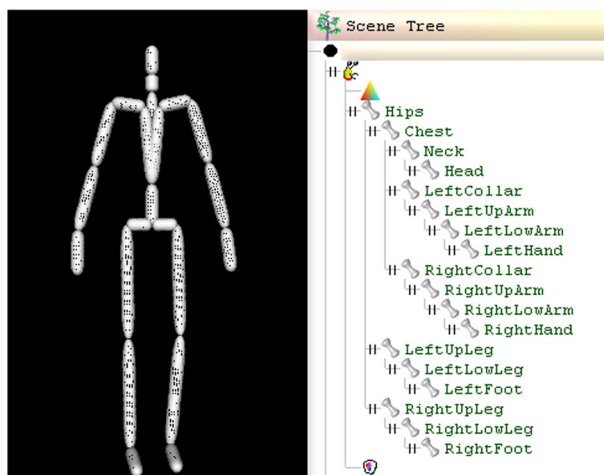 Scene Tree
Hips
Chest
Neck
Head
LeftCollar
LeftUpArm
LeftLowArm
LeftHand
RightCollar
RightUpArm
RightLowArm
RightHand
LeftUpLeg
LeftLowLeg
LeftFoot
RightUpLeg
RightLowLeg
RightFoot